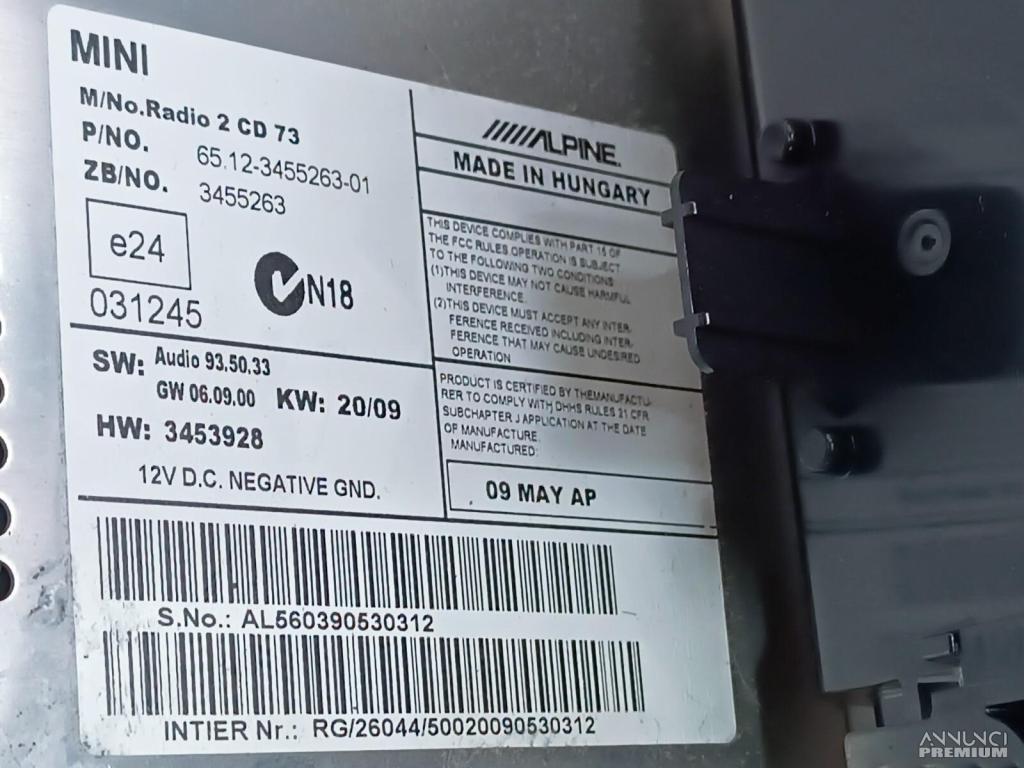 MINI
M/No.Radio 2 CD 73
P/NO. 65.12-3455263-01
ZB/NO. 3455263
e24
031245
N18
ALPINE.
MADE IN HUNGARY
THIS DEVICE COMPLIES WITH PART 15 OF
THE FCC RULES OPERATION IS SUBJECT
TO THE FOLLOWING TWO CONDITIONS
(1)THIS DEVICE MAY NOT CAUSE HARMFUL
INTERFERENCE.
(2)THIS DEVICE MUST ACCEPT ANY INTER-
FERENCE RECEIVED INCLUDING INTER-
FERENCE THAT MAY CAUSE UNDESIRED
OPERATION
SW: Audio 93.50.33
GW 06.09.00 KW: 20/09
HW: 3453928
12V D.C. NEGATIVE GND.
PRODUCT IS CERTIFIED BY THEMANUFACTU-
RER TO COMPLY WITH DHHS RULES 21 CFR
SUBCHAPTER J APPLICATION AT THE DATE
OF MANUFACTURE.
MANUFACTURED:
09 MAY AP
S.No.: AL560390530312
INTIER Nr.: RG/26044/50020090530312
ANNUNCI
PREMIUM